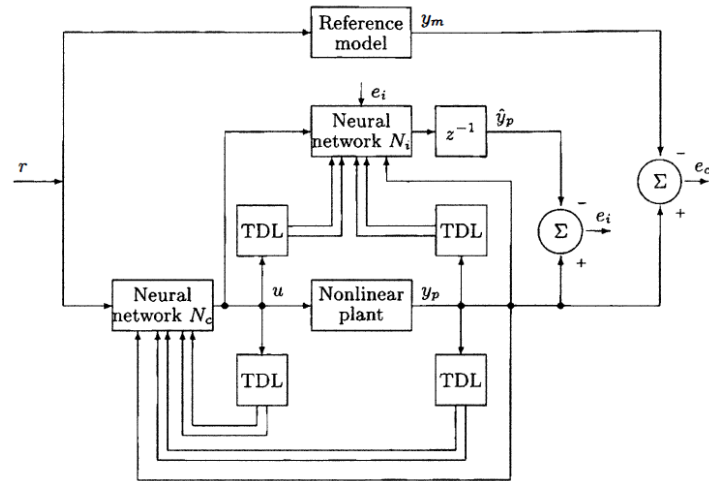 Reference
model
y_m
e_i
Neural
network N_i
z^{-1}
ŷ_p
r
−
Σ
e_c
+
TDL
TDL
−
Σ
e_i
+
Neural
network N_c
u
Nonlinear
plant
y_p
TDL
TDL